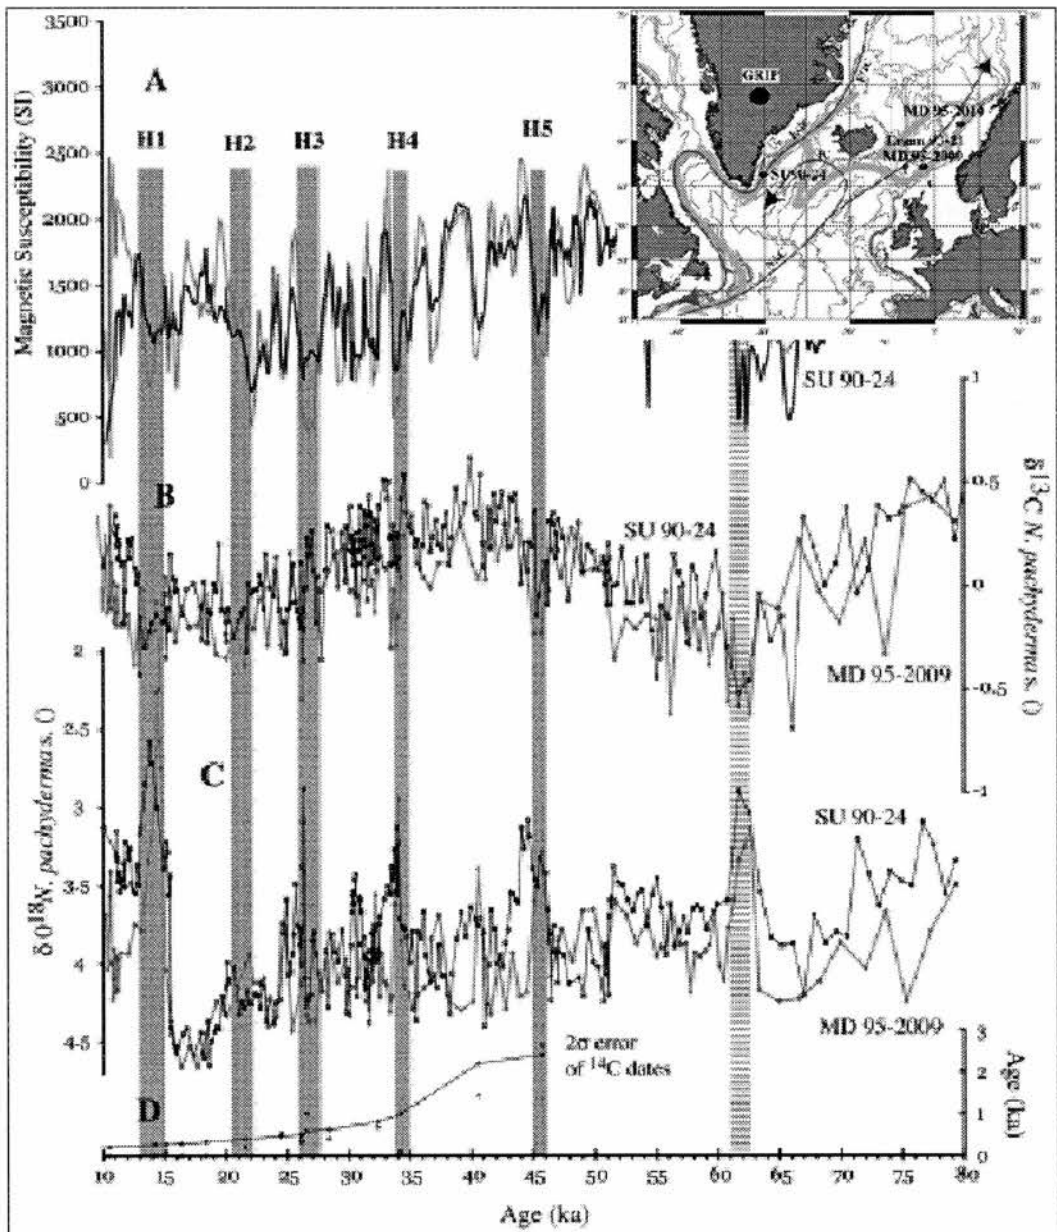 3500
3000
2500
2000
1500
1000
500
0
Magnetic Susceptibility (SI)
A
H1
H2
H3
H4
H5
GRIP
MD 95-2009
SU 90-24
1
0.5
0
-0.5
-1
δ13C N. pachyderma s. ()
B
SU 90-24
MD 95-2009
2
2.5
3
3.5
4
4.5
δ018N. pachyderma s. ()
C
SU 90-24
MD 95-2009
2σ error
of 14C dates
3
2
1
0
Age (ka)
D
10 15 20 25 30 35 40 45 50 55 60 65 70 75 80
Age (ka)